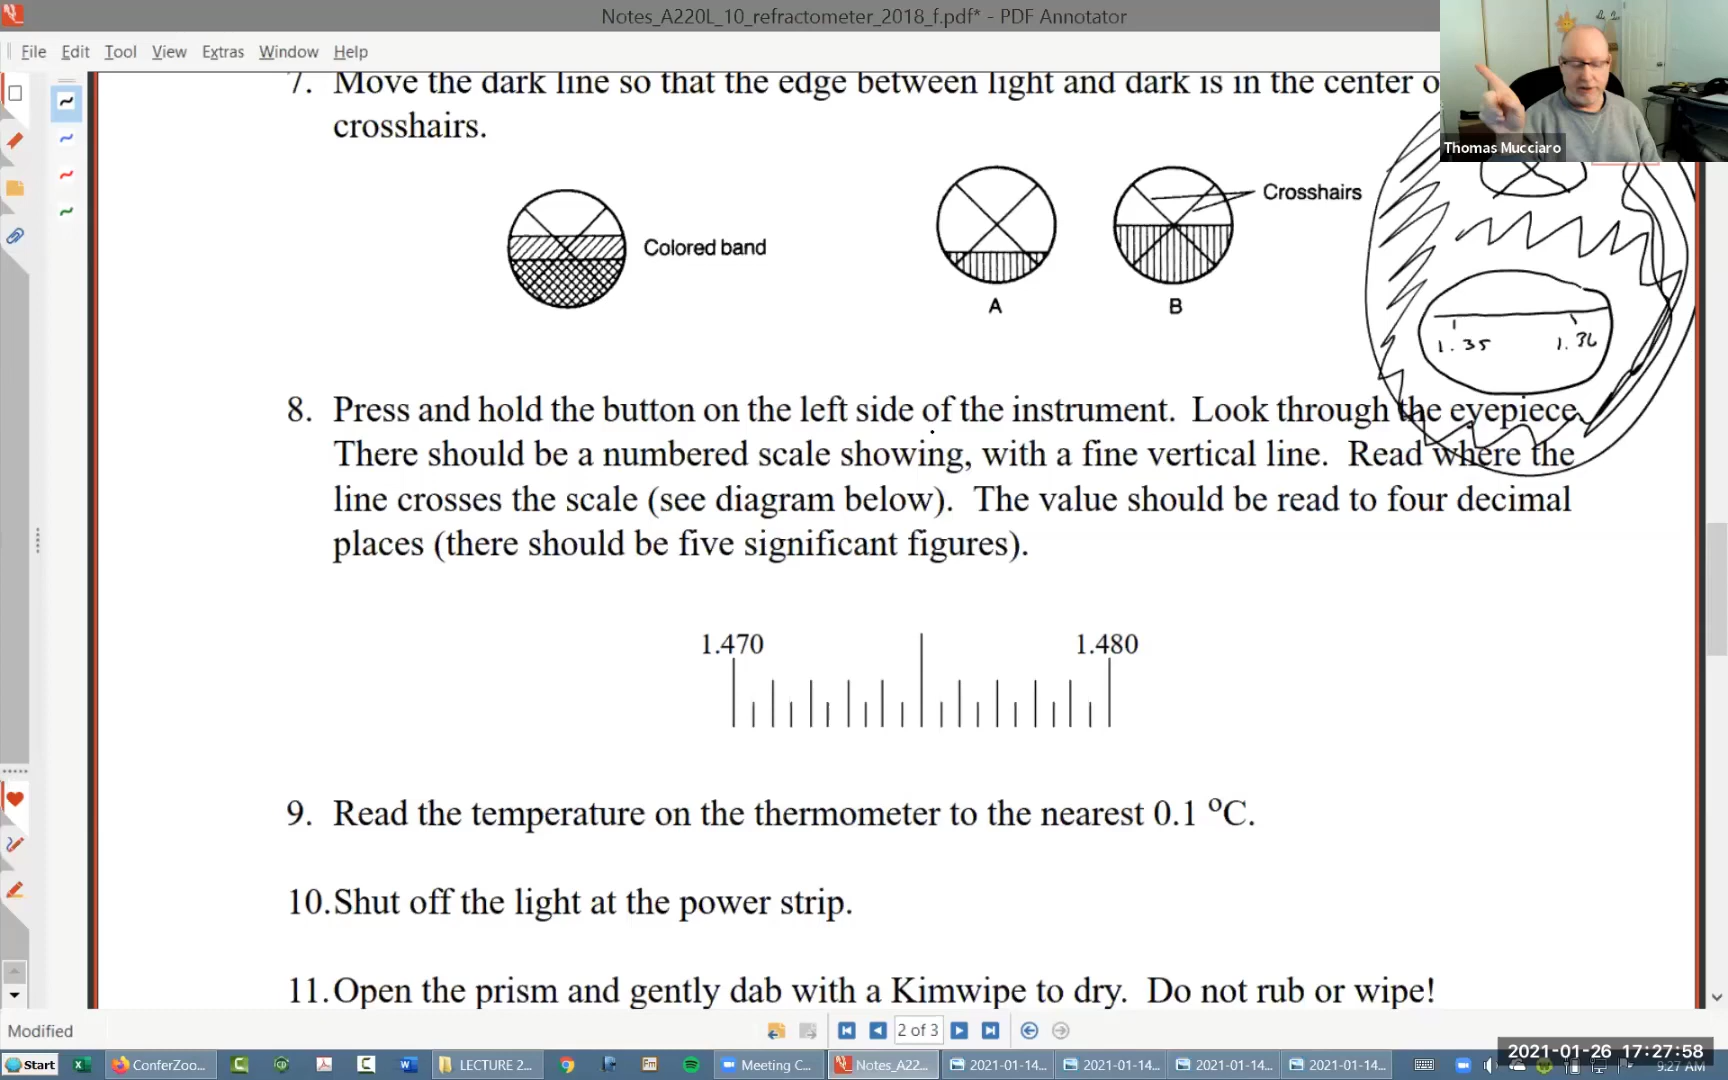 Notes_A220L_10_refractometer_2018_f.pdf* - PDF Annotator
File Edit Tool View Extras Window Help
Thomas Mucciaro
7. Move the dark line so that the edge between light and dark is in the center o
crosshairs.
Colored band
Crosshairs
A B
1.35 1.36
8. Press and hold the button on the left side of the instrument. Look through the eyepiece.
There should be a numbered scale showing, with a fine vertical line. Read where the
line crosses the scale (see diagram below). The value should be read to four decimal
places (there should be five significant figures).
1.470 1.480
9. Read the temperature on the thermometer to the nearest 0.1 °C.
10. Shut off the light at the power strip.
11. Open the prism and gently dab with a Kimwipe to dry. Do not rub or wipe!
Modified
2 of 3
Start ConferZoo... LECTURE 2... Fm Meeting C... Notes_A22... 2021-01-14... 2021-01-14... 2021-01-14... 2021-01-14...
2021-01-26 17:27:58
9:27 AM